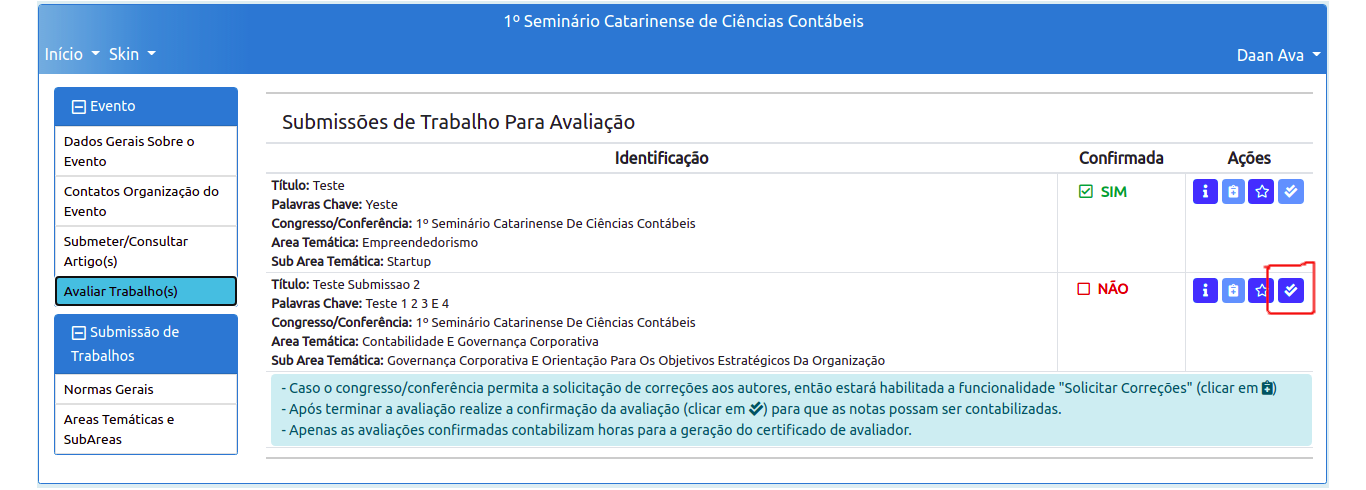 1º Seminário Catarinense de Ciências Contábeis
Início Skin
Daan Ava
Evento
Dados Gerais Sobre o
Evento
Contatos Organização do
Evento
Submeter/Consultar
Artigo(s)
Avaliar Trabalho(s)
Submissão de
Trabalhos
Normas Gerais
Areas Temáticas e
SubAreas
Submissões de Trabalho Para Avaliação
Identificação Confirmada Ações
Título: Teste
Palavras Chave: Yeste
Congresso/Conferência: 1º Seminário Catarinense De Ciências Contábeis
Area Temática: Empreendedorismo
Sub Area Temática: Startup
SIM
Título: Teste Submissao 2
Palavras Chave: Teste 1 2 3 E 4
Congresso/Conferência: 1º Seminário Catarinense De Ciências Contábeis
Area Temática: Contabilidade E Governança Corporativa
Sub Area Temática: Governança Corporativa E Orientação Para Os Objetivos Estratégicos Da Organização
NÃO
- Caso o congresso/conferência permita a solicitação de correções aos autores, então estará habilitada a funcionalidade "Solicitar Correções" (clicar em )
- Após terminar a avaliação realize a confirmação da avaliação (clicar em ) para que as notas possam ser contabilizadas.
- Apenas as avaliações confirmadas contabilizam horas para a geração do certificado de avaliador.